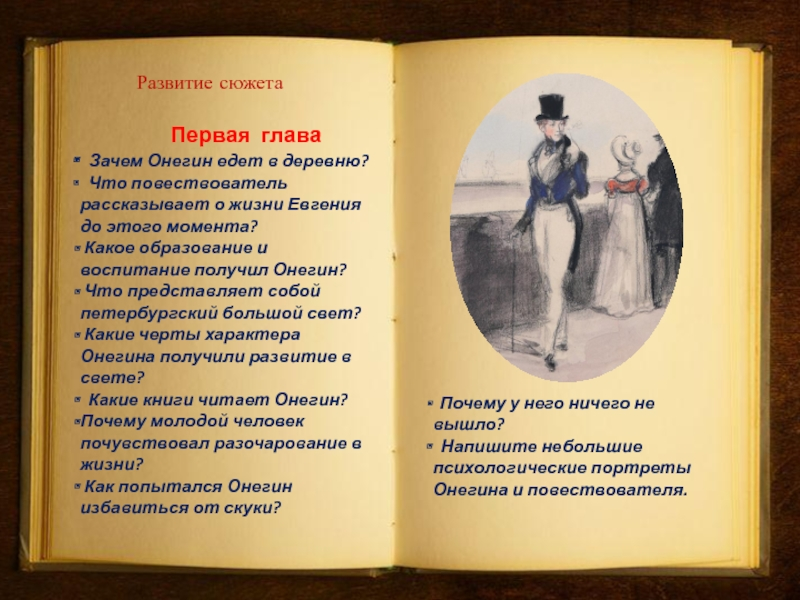 Развитие сюжета
Первая глава
Зачем Онегин едет в деревню?
Что повествователь
рассказывает о жизни Евгения
до этого момента?
Какое образование и
воспитание получил Онегин?
Что представляет собой
петербургский большой свет?
Какие черты характера
Онегина получили развитие в
свете?
Какие книги читает Онегин?
Почему молодой человек
почувствовал разочарование в
жизни?
Как попытался Онегин
избавиться от скуки?
Почему у него ничего не
вышло?
Напишите небольшие
психологические портреты
Онегина и повествователя.